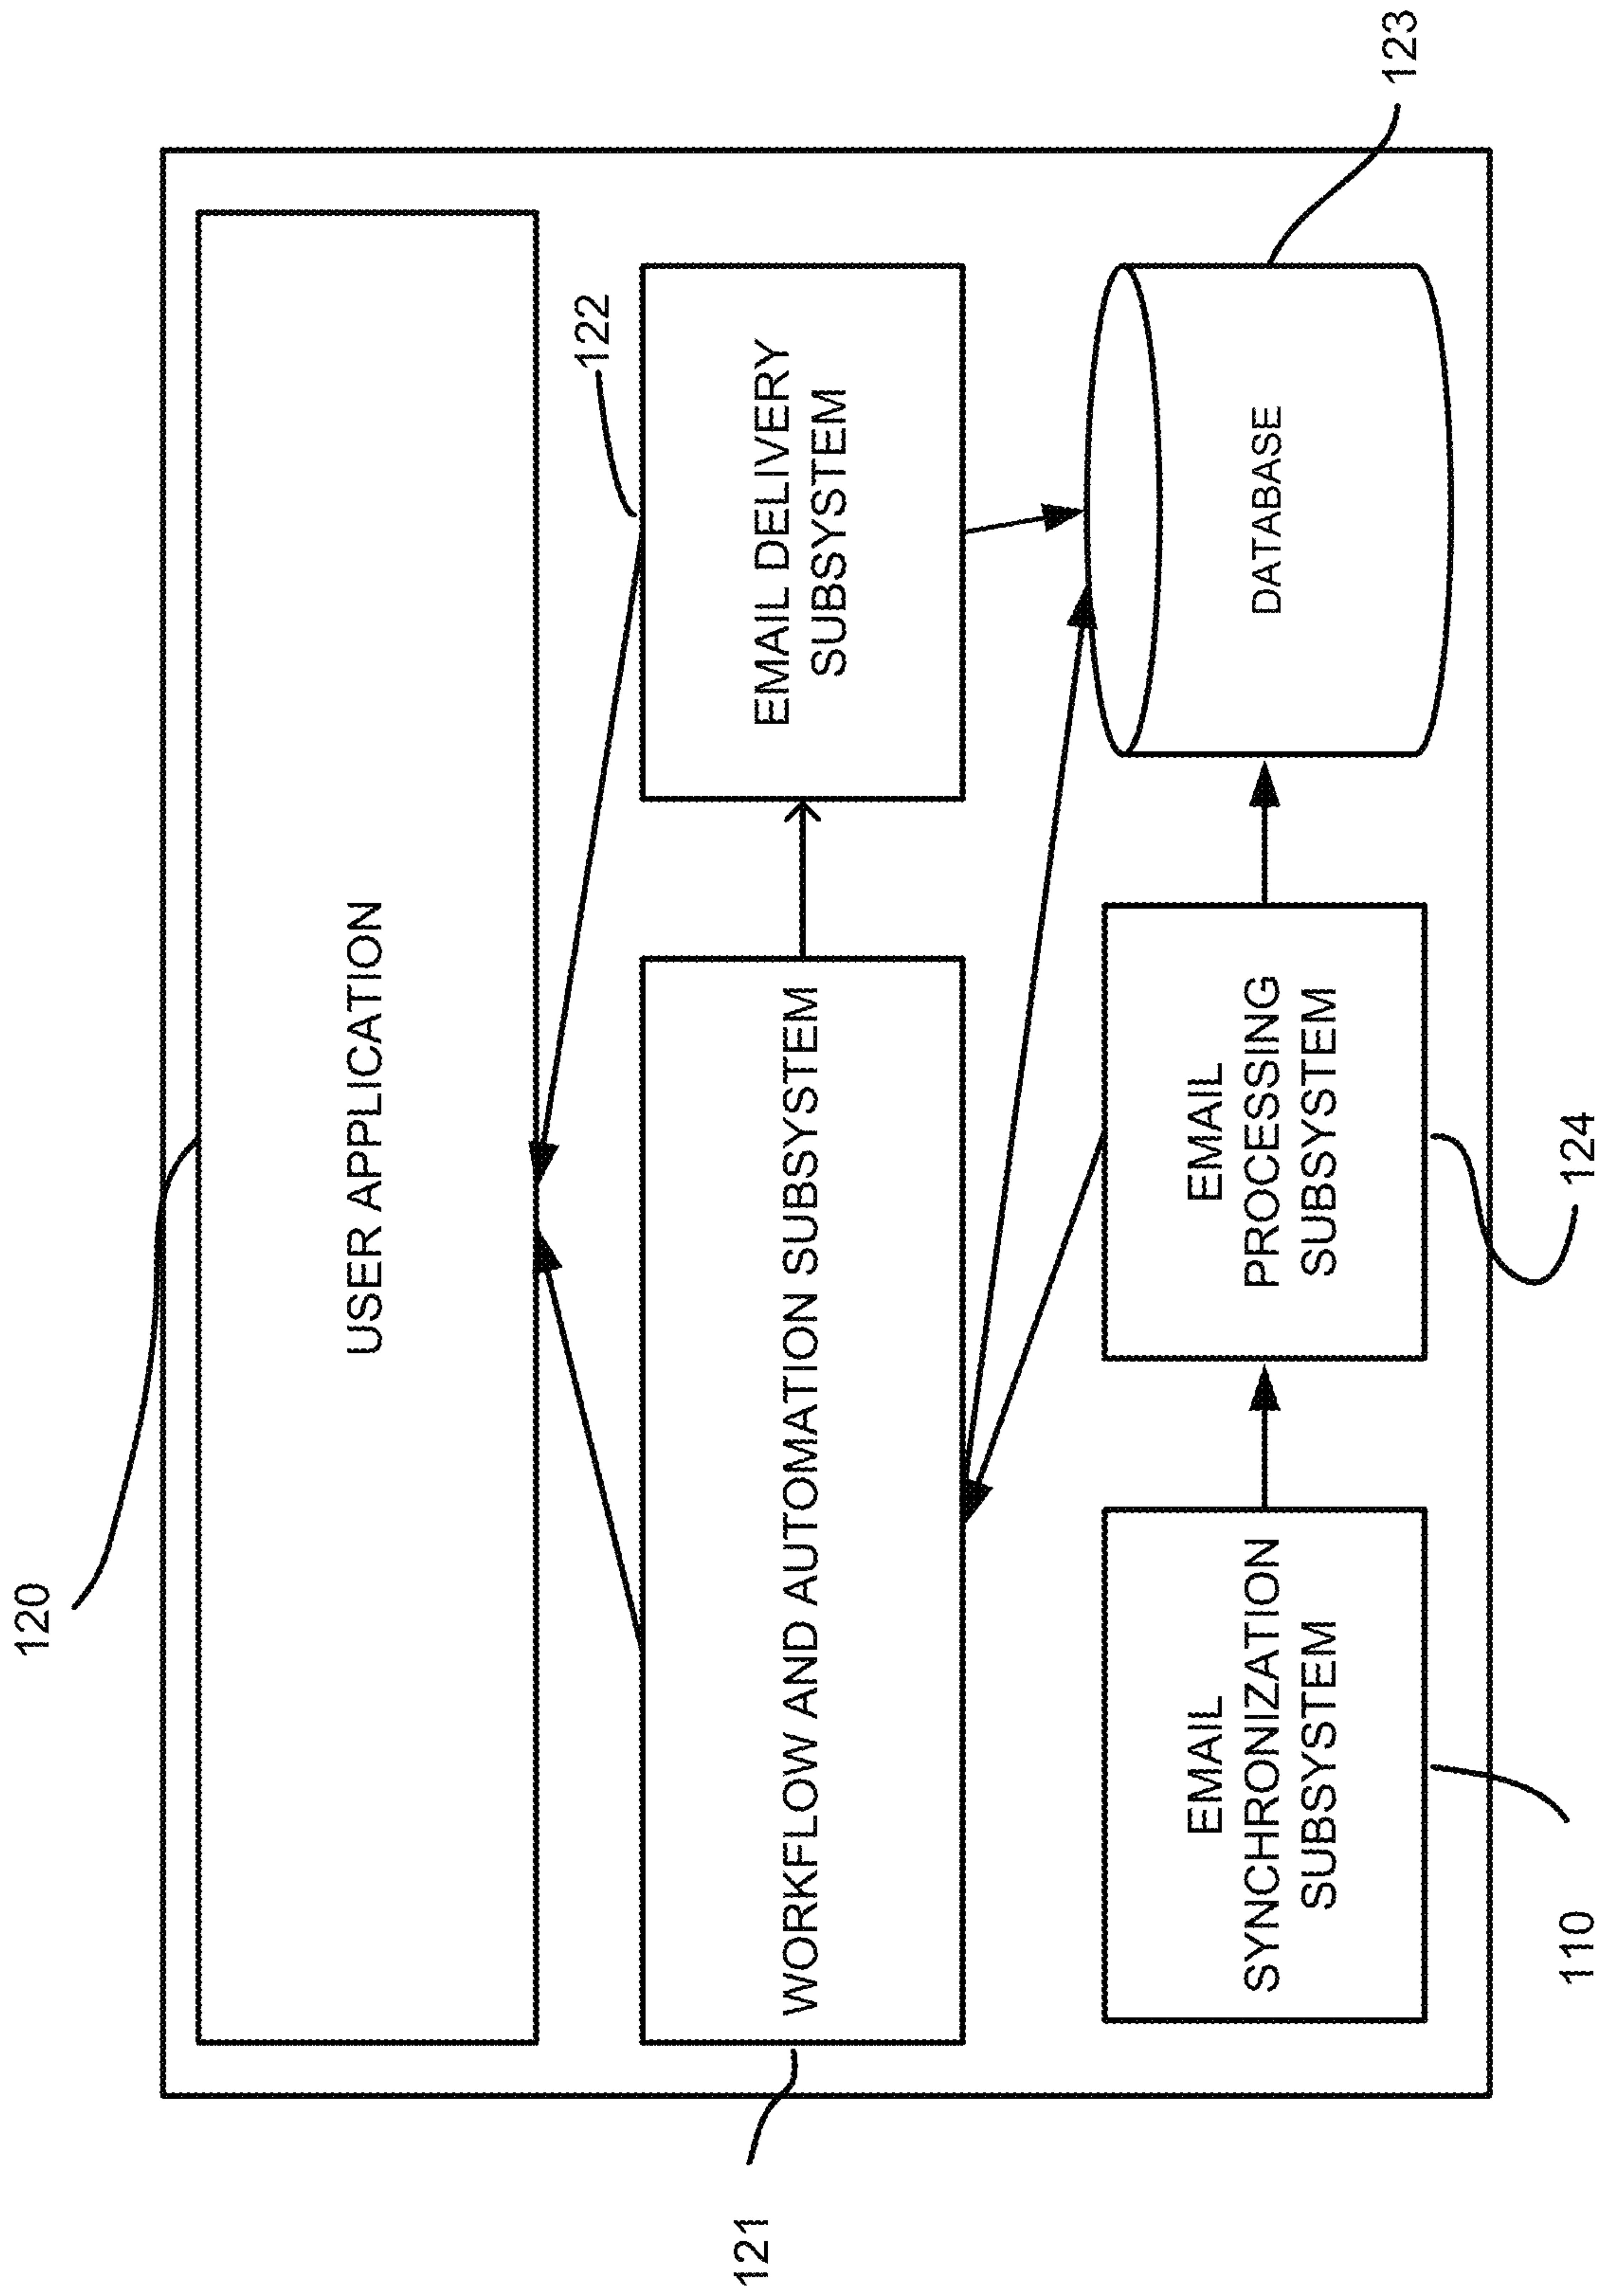 120
USER APPLICATION
122
121
WORKFLOW AND AUTOMATION SUBSYSTEM
EMAIL DELIVERY
SUBSYSTEM
110
EMAIL
SYNCHRONIZATION
SUBSYSTEM
124
EMAIL
PROCESSING
SUBSYSTEM
DATABASE
123